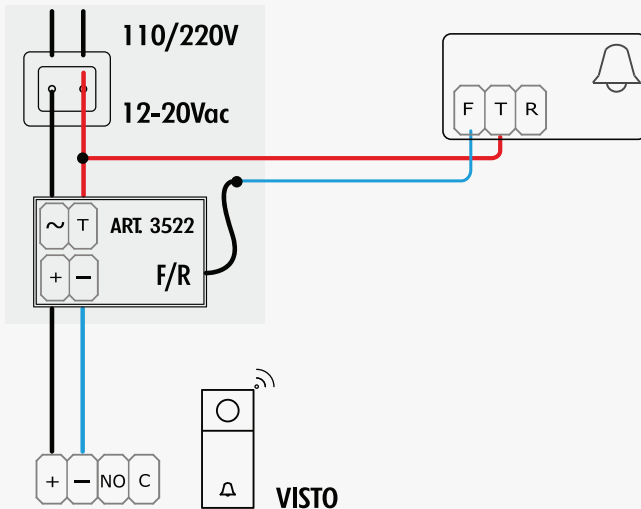 110/220V
12-20Vac
F T R
~ T ART. 3522
+ − F/R
+ − NO C
VISTO